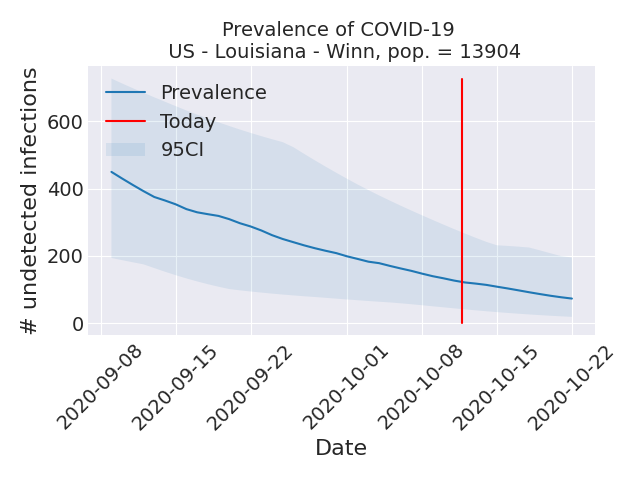 Prevalence of COVID-19
US - Louisiana - Winn, pop. = 13904
# undetected infections
600
400
200
0
Prevalence
Today
95CI
2020-09-08
2020-09-15
2020-09-22
2020-10-01
2020-10-08
2020-10-15
2020-10-22
Date